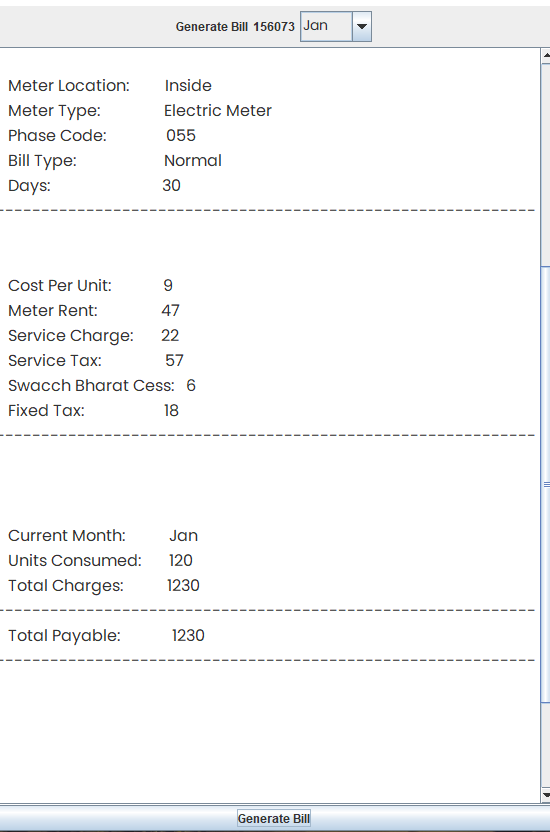 Generate Bill 156073 Jan
Meter Location: Inside
Meter Type: Electric Meter
Phase Code: 055
Bill Type: Normal
Days: 30
Cost Per Unit: 9
Meter Rent: 47
Service Charge: 22
Service Tax: 57
Swacch Bharat Cess: 6
Fixed Tax: 18
Current Month: Jan
Units Consumed: 120
Total Charges: 1230
Total Payable: 1230
Generate Bill